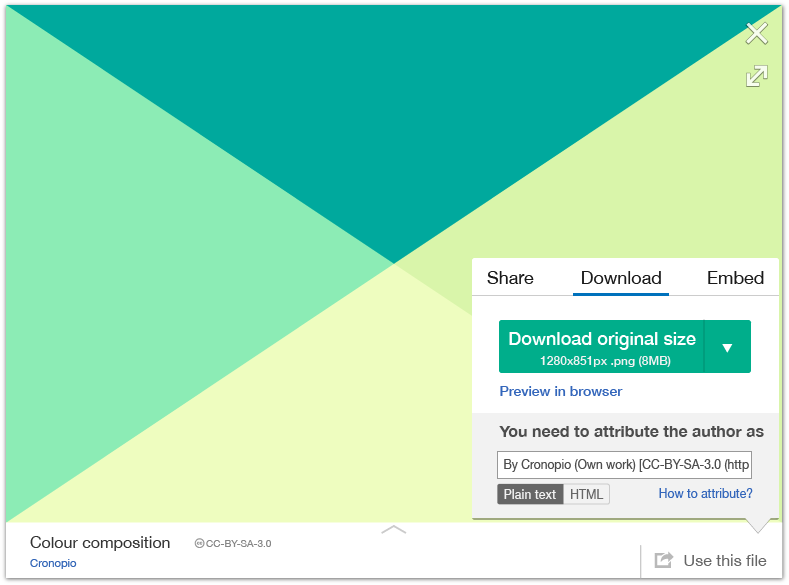 Share Download Embed
Download original size
1280x851px .png (8MB)
Preview in browser
You need to attribute the author as
By Cronopio (Own work) [CC-BY-SA-3.0 (http
Plain text HTML How to attribute?
Colour composition cc CC-BY-SA-3.0
Cronopio
Use this file